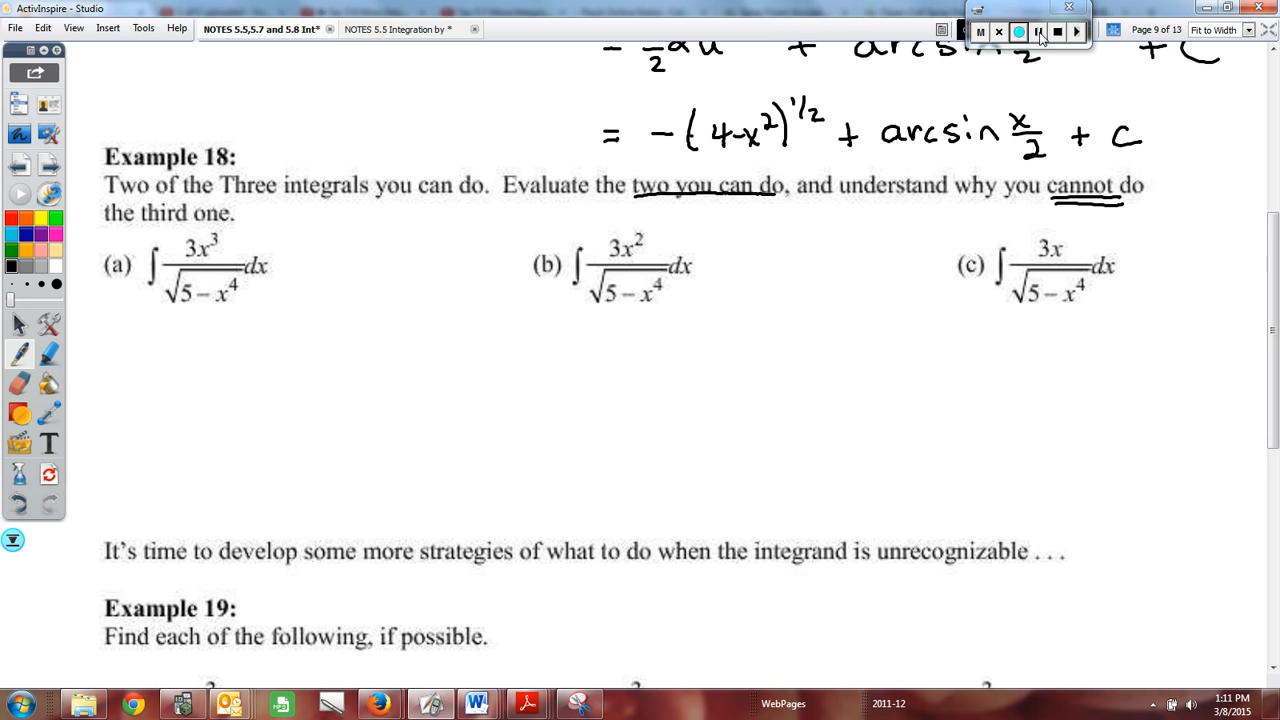 ActivInspire - Studio
File Edit View Insert Tools Help
NOTES 5.5,5.7 and 5.8 Int* NOTES 5.5 Integration by *
M
Page 9 of 13 Fit to Width
+ arcsin + C
= -(4-x²)^1/2 + arcsin x/2 + C
Example 18:
Two of the Three integrals you can do. Evaluate the two you can do, and understand why you cannot do
the third one.
(a) ∫ 3x³/√(5 – x⁴) dx (b) ∫ 3x²/√(5 – x⁴) dx (c) ∫ 3x/√(5 – x⁴) dx
It's time to develop some more strategies of what to do when the integrand is unrecognizable . . .
Example 19:
Find each of the following, if possible.
WebPages 2011-12
1:11 PM
3/8/2015